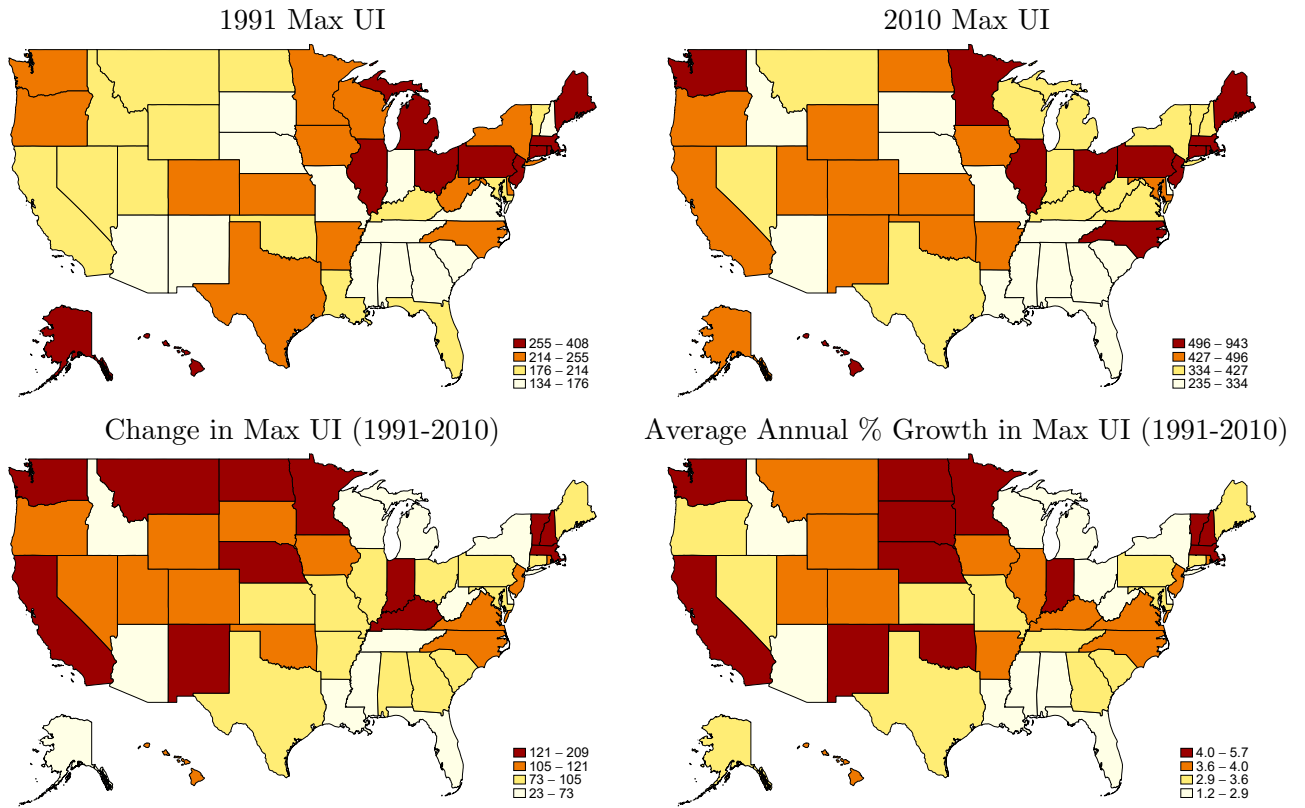 1991 Max UI
255 – 408
214 – 255
176 – 214
134 – 176
2010 Max UI
496 – 943
427 – 496
334 – 427
235 – 334
Change in Max UI (1991-2010)
121 – 209
105 – 121
73 – 105
23 – 73
Average Annual % Growth in Max UI (1991-2010)
4.0 – 5.7
3.6 – 4.0
2.9 – 3.6
1.2 – 2.9